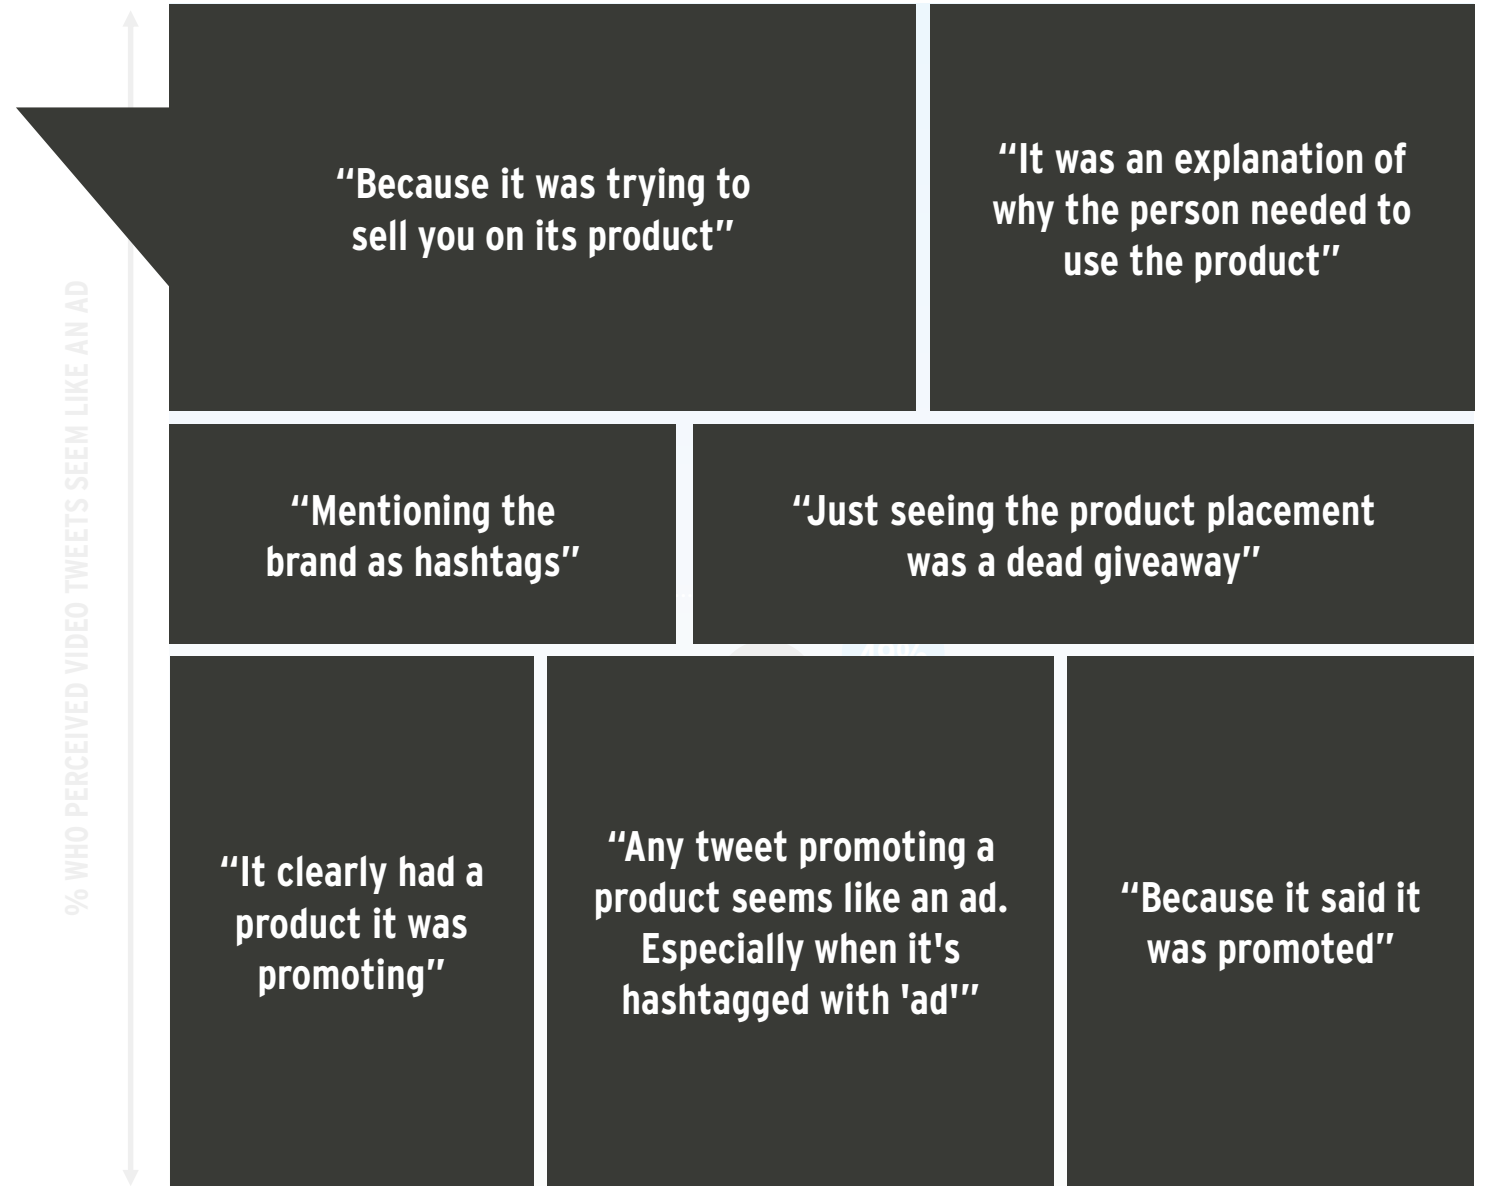 % WHO PERCEIVED VIDEO TWEETS SEEM LIKE AN AD
“Because it was trying to
sell you on its product”
“It was an explanation of
why the person needed to
use the product”
“Mentioning the
brand as hashtags”
“Just seeing the product placement
was a dead giveaway”
“It clearly had a
product it was
promoting”
“Any tweet promoting a
product seems like an ad.
Especially when it's
hashtagged with 'ad'”
“Because it said it
was promoted”